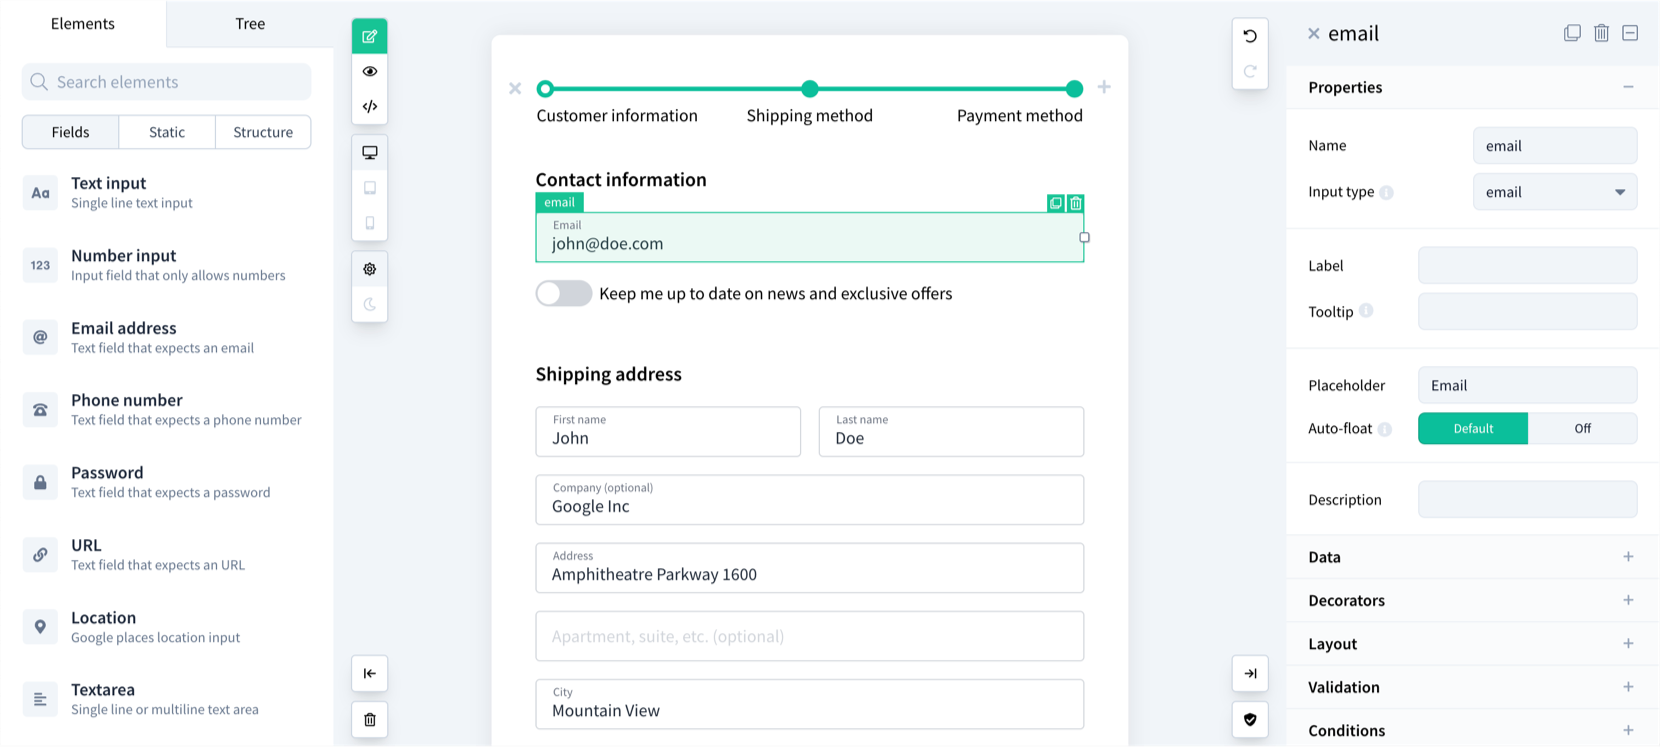 Elements
Tree
Search elements
Fields
Static
Structure
Aa
Text input
Single line text input
123
Number input
Input field that only allows numbers
@
Email address
Text field that expects an email
Phone number
Text field that expects a phone number
Password
Text field that expects a password
URL
Text field that expects an URL
Location
Google places location input
Textarea
Single line or multiline text area
Customer information
Shipping method
Payment method
Contact information
email
Email
john@doe.com
Keep me up to date on news and exclusive offers
Shipping address
First name
John
Last name
Doe
Company (optional)
Google Inc
Address
Amphitheatre Parkway 1600
Apartment, suite, etc. (optional)
City
Mountain View
email
Properties
Name
email
Input type
email
Label
Tooltip
Placeholder
Email
Auto-float
Default
Off
Description
Data
Decorators
Layout
Validation
Conditions